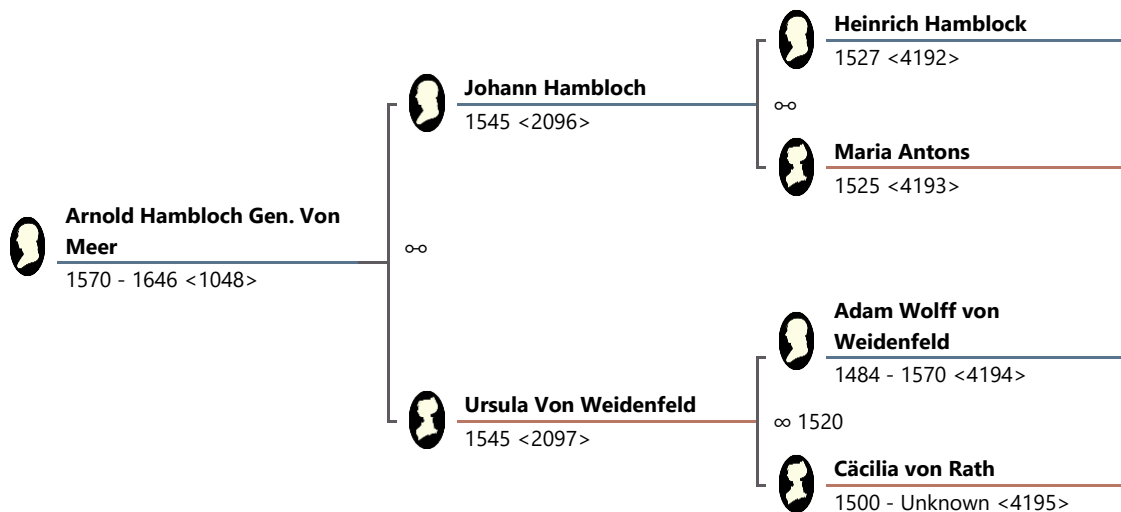 Heinrich Hamblock
1527 <4192>
Johann Hambloch
1545 <2096>
Maria Antons
1525 <4193>
Arnold Hambloch Gen. Von
Meer
1570 - 1646 <1048>
Adam Wolff von
Weidenfeld
1484 - 1570 <4194>
Ursula Von Weidenfeld
1545 <2097>
∞ 1520
Cäcilia von Rath
1500 - Unknown <4195>